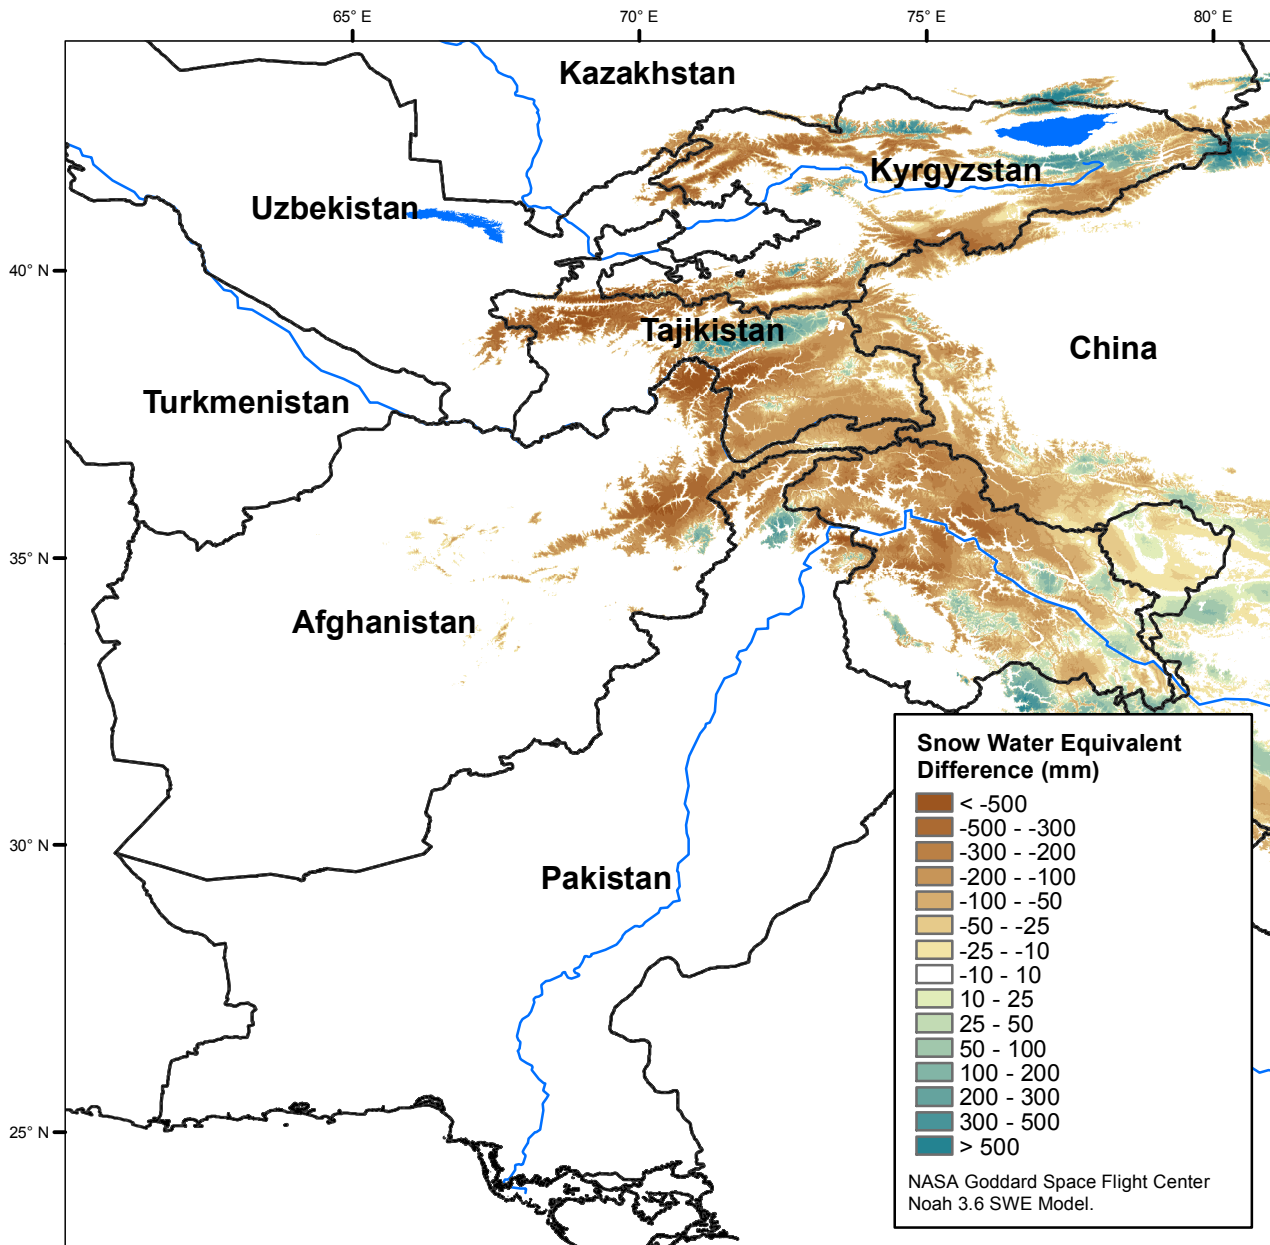 65° E
70° E
75° E
80° E
Kazakhstan
Kyrgyzstan
Uzbekistan
40° N
Tajikistan
China
Turkmenistan
35° N
Afghanistan
30° N
Pakistan
25° N
Snow Water Equivalent
Difference (mm)
< -500
-500 - -300
-300 - -200
-200 - -100
-100 - -50
-50 - -25
-25 - -10
-10 - 10
10 - 25
25 - 50
50 - 100
100 - 200
200 - 300
300 - 500
> 500
NASA Goddard Space Flight Center
Noah 3.6 SWE Model.